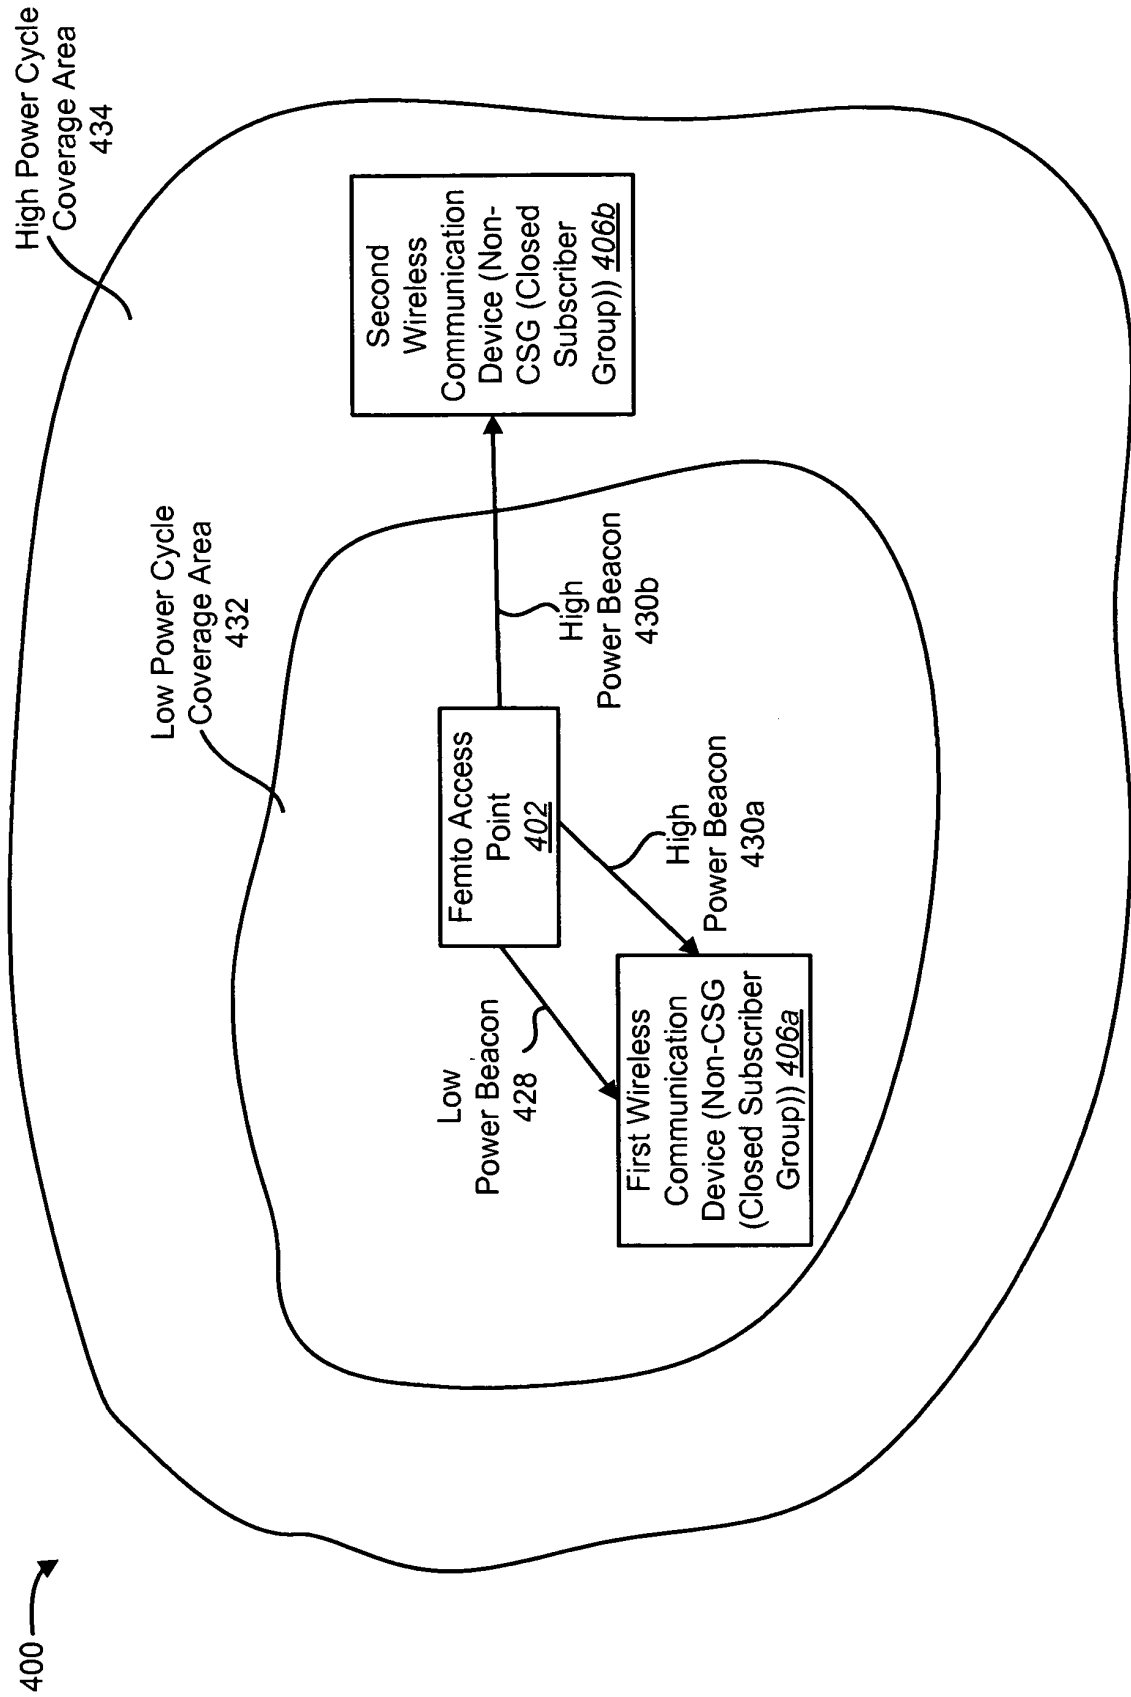 400
High Power Cycle
Coverage Area
434
Low Power Cycle
Coverage Area
432
Second
Wireless
Communication
Device (Non-
CSG (Closed
Subscriber
Group)) 406b
High
Power Beacon
430b
Femto Access
Point
402
High
Power Beacon
430a
Low
Power Beacon
428
First Wireless
Communication
Device (Non-CSG
(Closed Subscriber
Group)) 406a